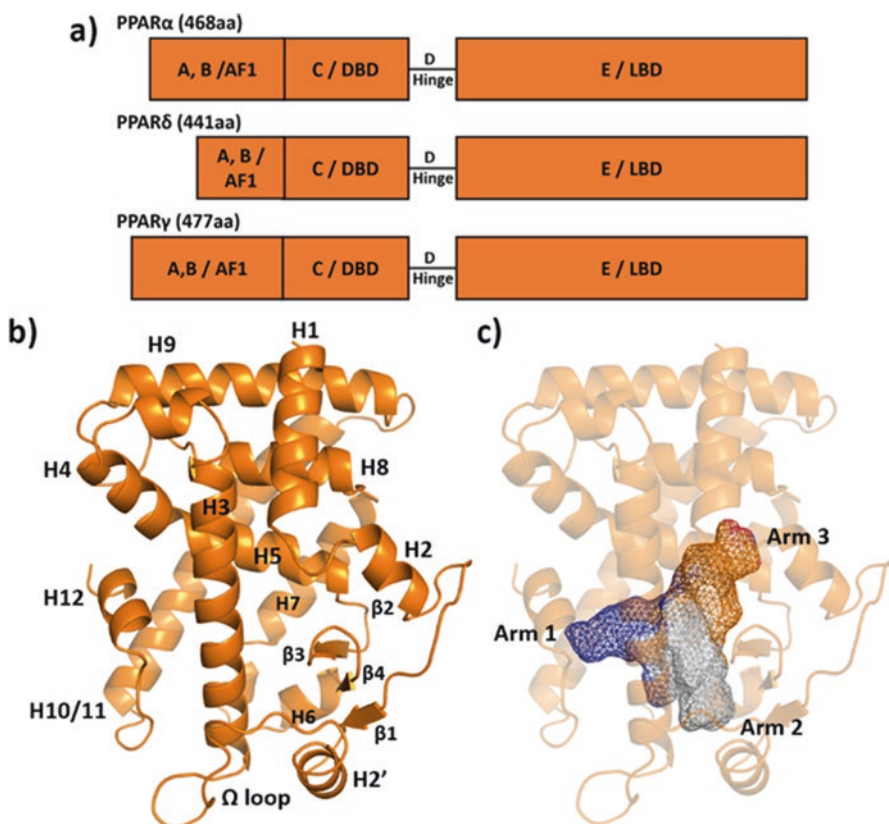 a)
PPARα (468aa)
A, B /AF1
C / DBD
D
Hinge
E / LBD
PPARδ (441aa)
A, B /
AF1
C / DBD
D
Hinge
E / LBD
PPARγ (477aa)
A,B / AF1
C / DBD
D
Hinge
E / LBD
b)
H1
H9
H4
H8
H3
H5
H2
H12
H7
β2
β3
β4
H10/11
H6
β1
H2’
Ω loop
c)
Arm 3
Arm 1
Arm 2